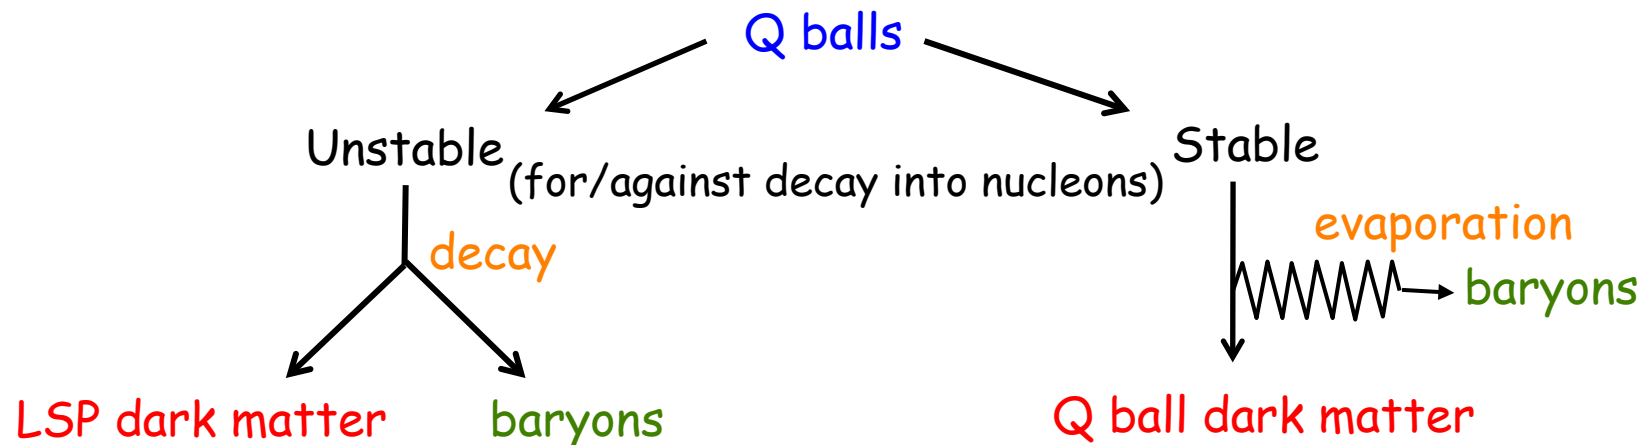 Q balls
Unstable
Stable
(for/against decay into nucleons)
evaporation
decay
baryons
LSP dark matter
baryons
Q ball dark matter